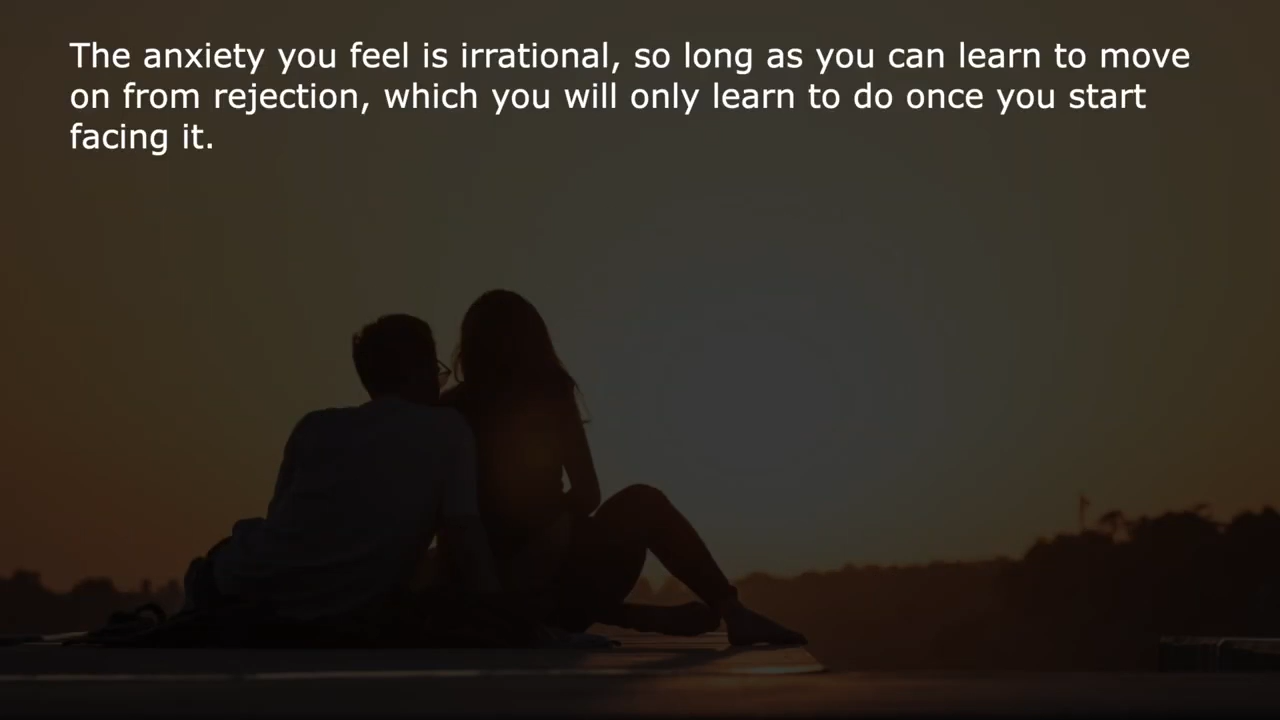 The anxiety you feel is irrational, so long as you can learn to move
on from rejection, which you will only learn to do once you start
facing it.